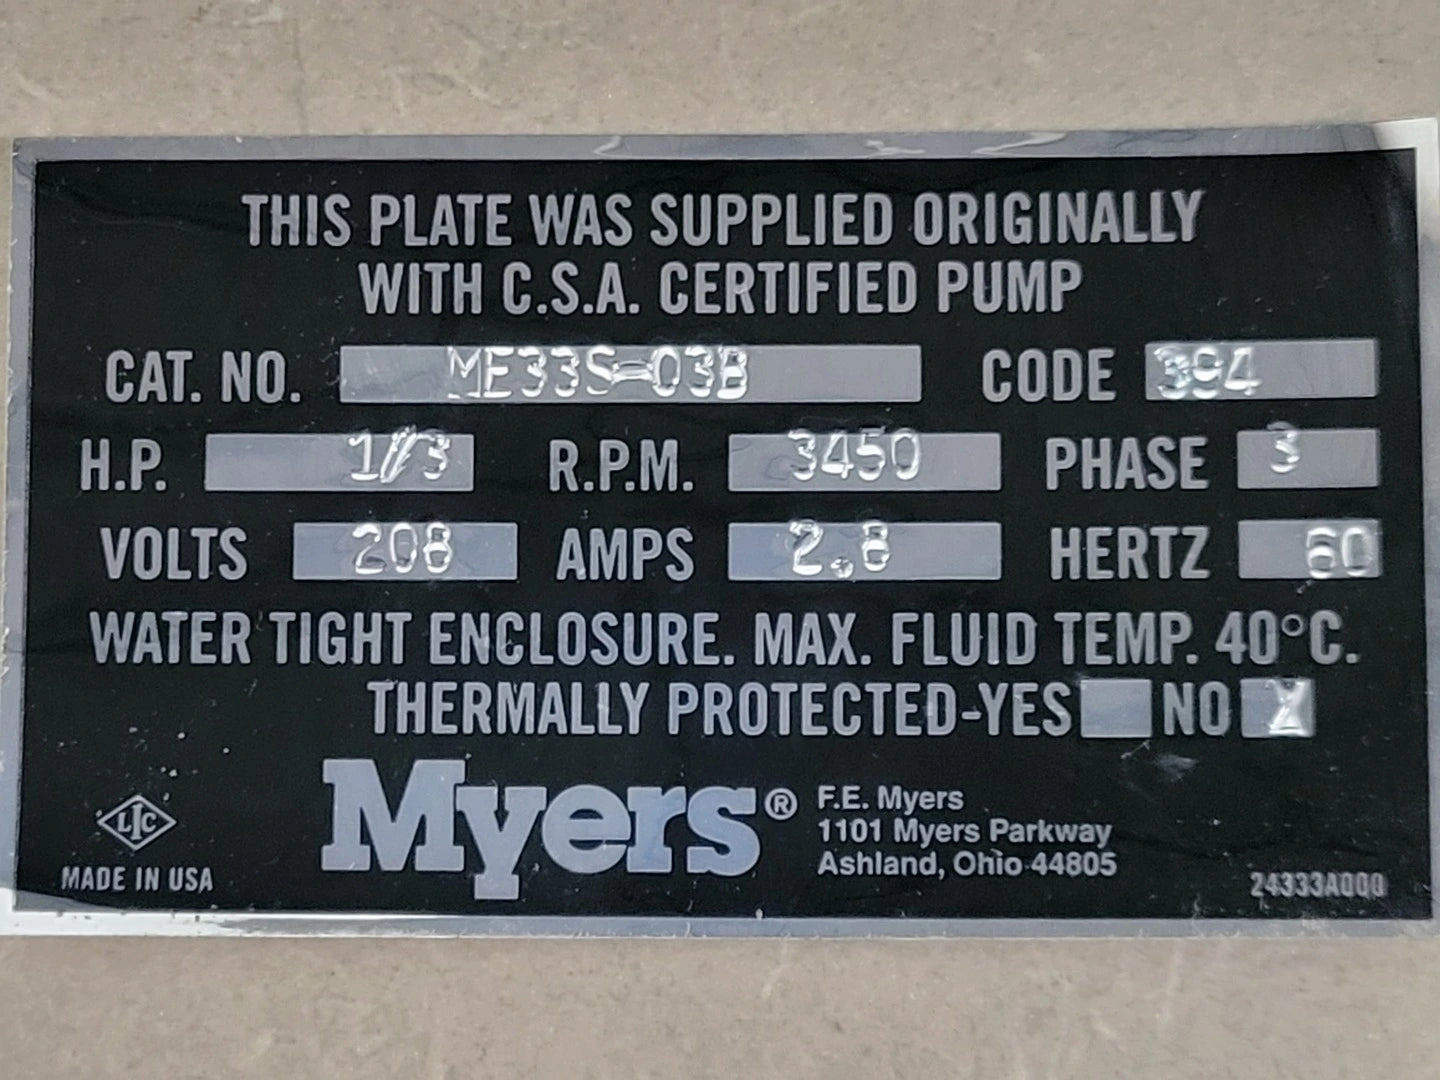 THIS PLATE WAS SUPPLIED ORIGINALLY
WITH C.S.A. CERTIFIED PUMP
CAT. NO. ME33S-03B CODE 394
H.P. 1/3 R.P.M. 3450 PHASE 3
VOLTS 208 AMPS 2.8 HERTZ 60
WATER TIGHT ENCLOSURE. MAX. FLUID TEMP. 40°C.
THERMALLY PROTECTED-YES NO X
Myers®
F.E. Myers
1101 Myers Parkway
Ashland, Ohio 44805
LIC
MADE IN USA
24333A000